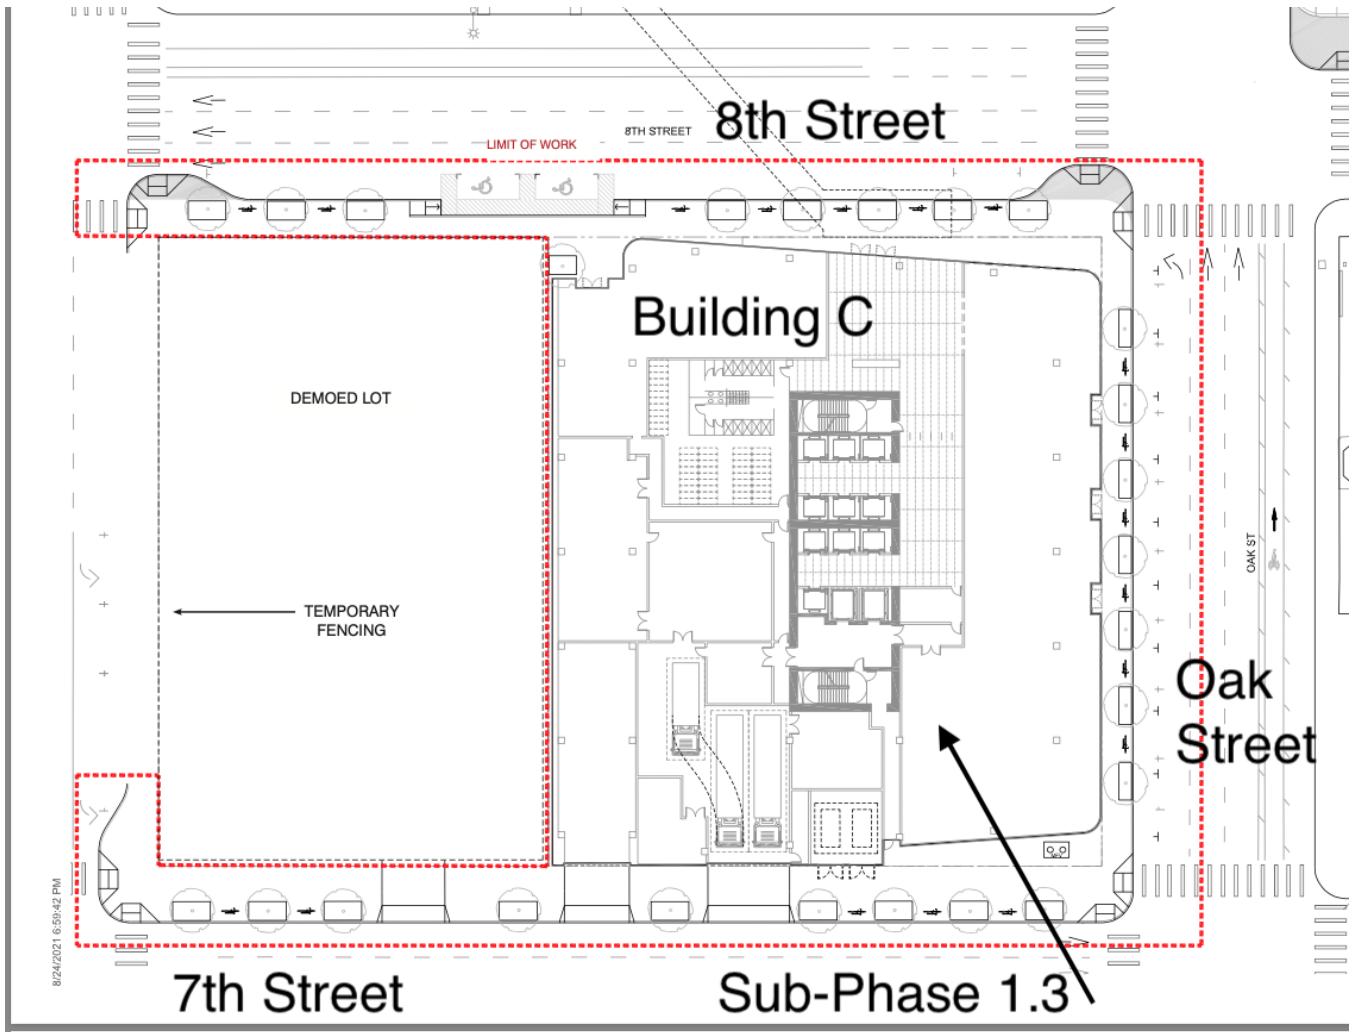 8TH STREET
8th Street
LIMIT OF WORK
Building C
DEMOED LOT
TEMPORARY
FENCING
OAK ST
Oak
Street
8/24/2021 6:59:42 PM
7th Street
Sub-Phase 1.3